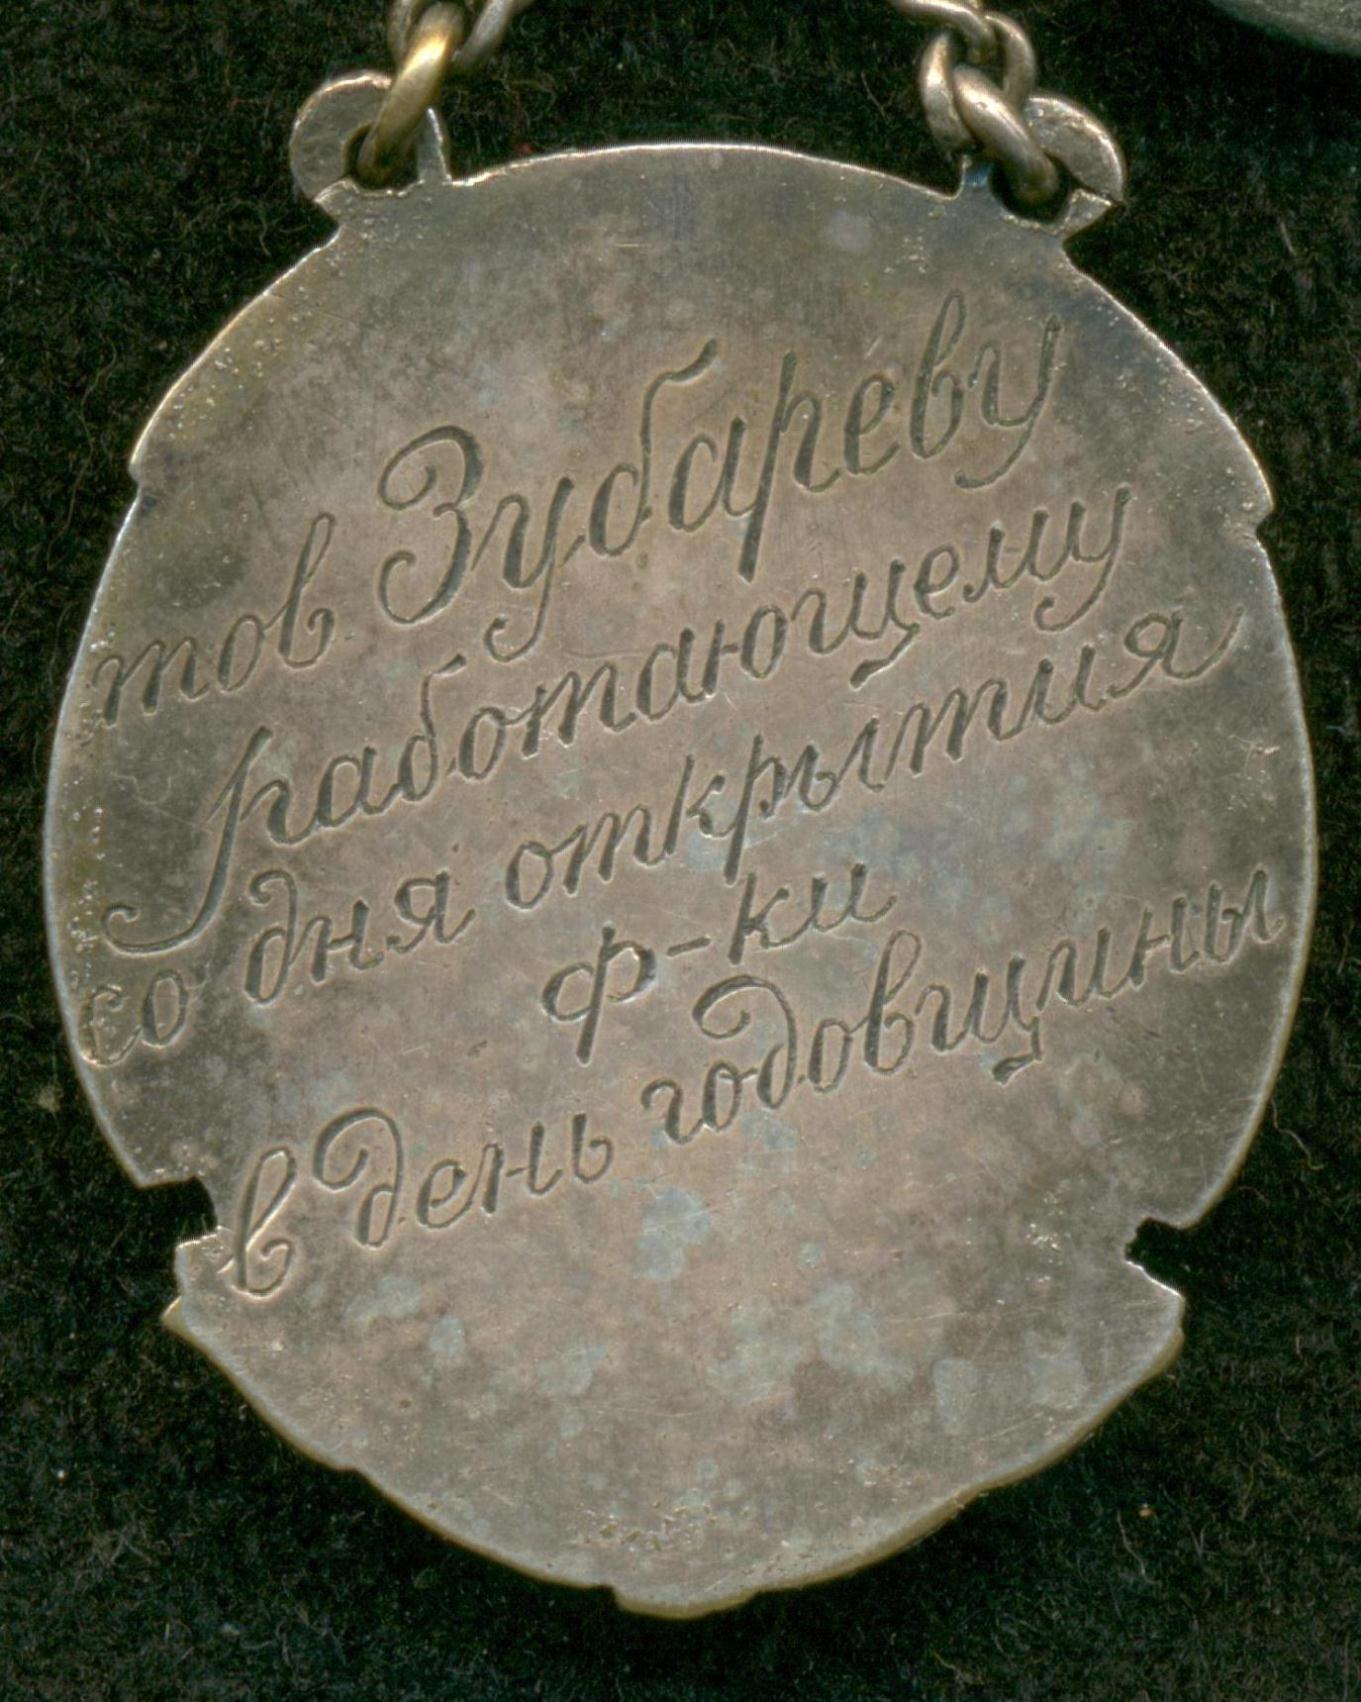 тов Зубареву
работающему
со дня открытия
ф-ки
в день годовщины